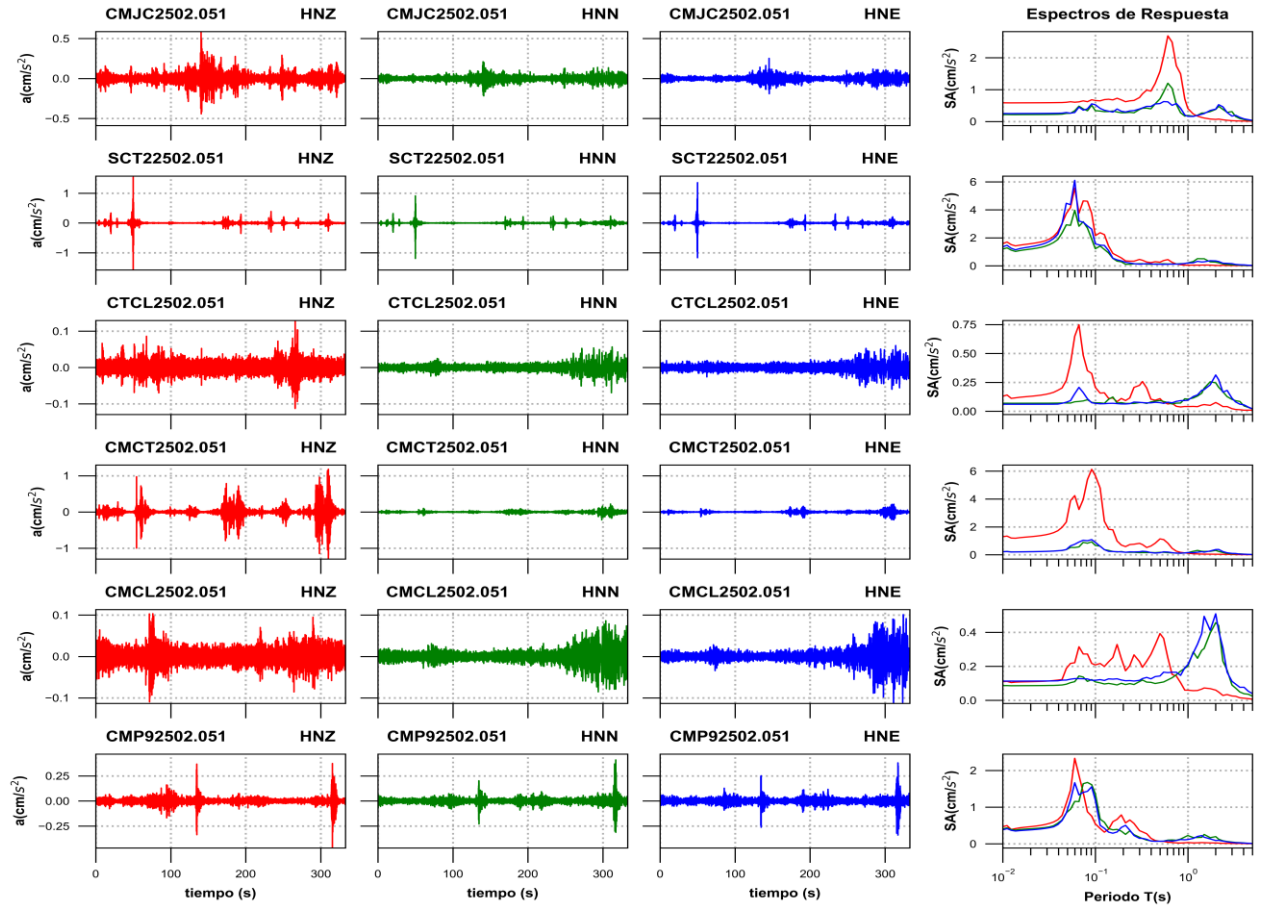 CMJC2502.051 HNZ CMJC2502.051 HNN CMJC2502.051 HNE Espectros de Respuesta
a(cm/s²)
0.5
0.0
−0.5
SA(cm/s²)
2
1
0
SCT22502.051 HNZ SCT22502.051 HNN SCT22502.051 HNE
a(cm/s²)
1
0
−1
SA(cm/s²)
6
4
2
0
CTCL2502.051 HNZ CTCL2502.051 HNN CTCL2502.051 HNE
a(cm/s²)
0.1
0.0
−0.1
SA(cm/s²)
0.75
0.50
0.25
0.00
CMCT2502.051 HNZ CMCT2502.051 HNN CMCT2502.051 HNE
a(cm/s²)
1
0
−1
SA(cm/s²)
6
4
2
0
CMCL2502.051 HNZ CMCL2502.051 HNN CMCL2502.051 HNE
a(cm/s²)
0.1
0.0
−0.1
SA(cm/s²)
0.4
0.2
0.0
CMP92502.051 HNZ CMP92502.051 HNN CMP92502.051 HNE
a(cm/s²)
0.25
0.00
−0.25
SA(cm/s²)
2
1
0
0 100 200 300 0 100 200 300 0 100 200 300 10⁻² 10⁻¹ 10⁰
tiempo (s) tiempo (s) tiempo (s) Periodo T(s)